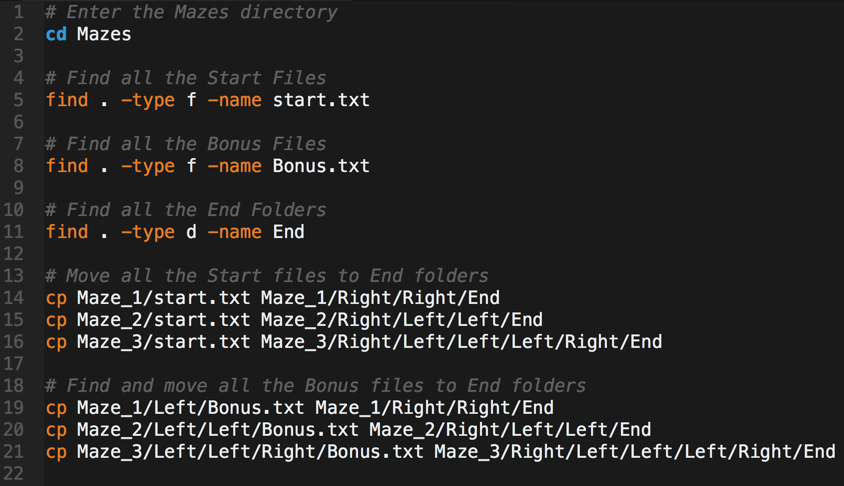 1 # Enter the Mazes directory
2 cd Mazes
3
4 # Find all the Start Files
5 find . -type f -name start.txt
6
7 # Find all the Bonus Files
8 find . -type f -name Bonus.txt
9
10 # Find all the End Folders
11 find . -type d -name End
12
13 # Move all the Start files to End folders
14 cp Maze_1/start.txt Maze_1/Right/Right/End
15 cp Maze_2/start.txt Maze_2/Right/Left/Left/End
16 cp Maze_3/start.txt Maze_3/Right/Left/Left/Left/Right/End
17
18 # Find and move all the Bonus files to End folders
19 cp Maze_1/Left/Bonus.txt Maze_1/Right/Right/End
20 cp Maze_2/Left/Left/Bonus.txt Maze_2/Right/Left/Left/End
21 cp Maze_3/Left/Left/Right/Bonus.txt Maze_3/Right/Left/Left/Left/Right/End
22